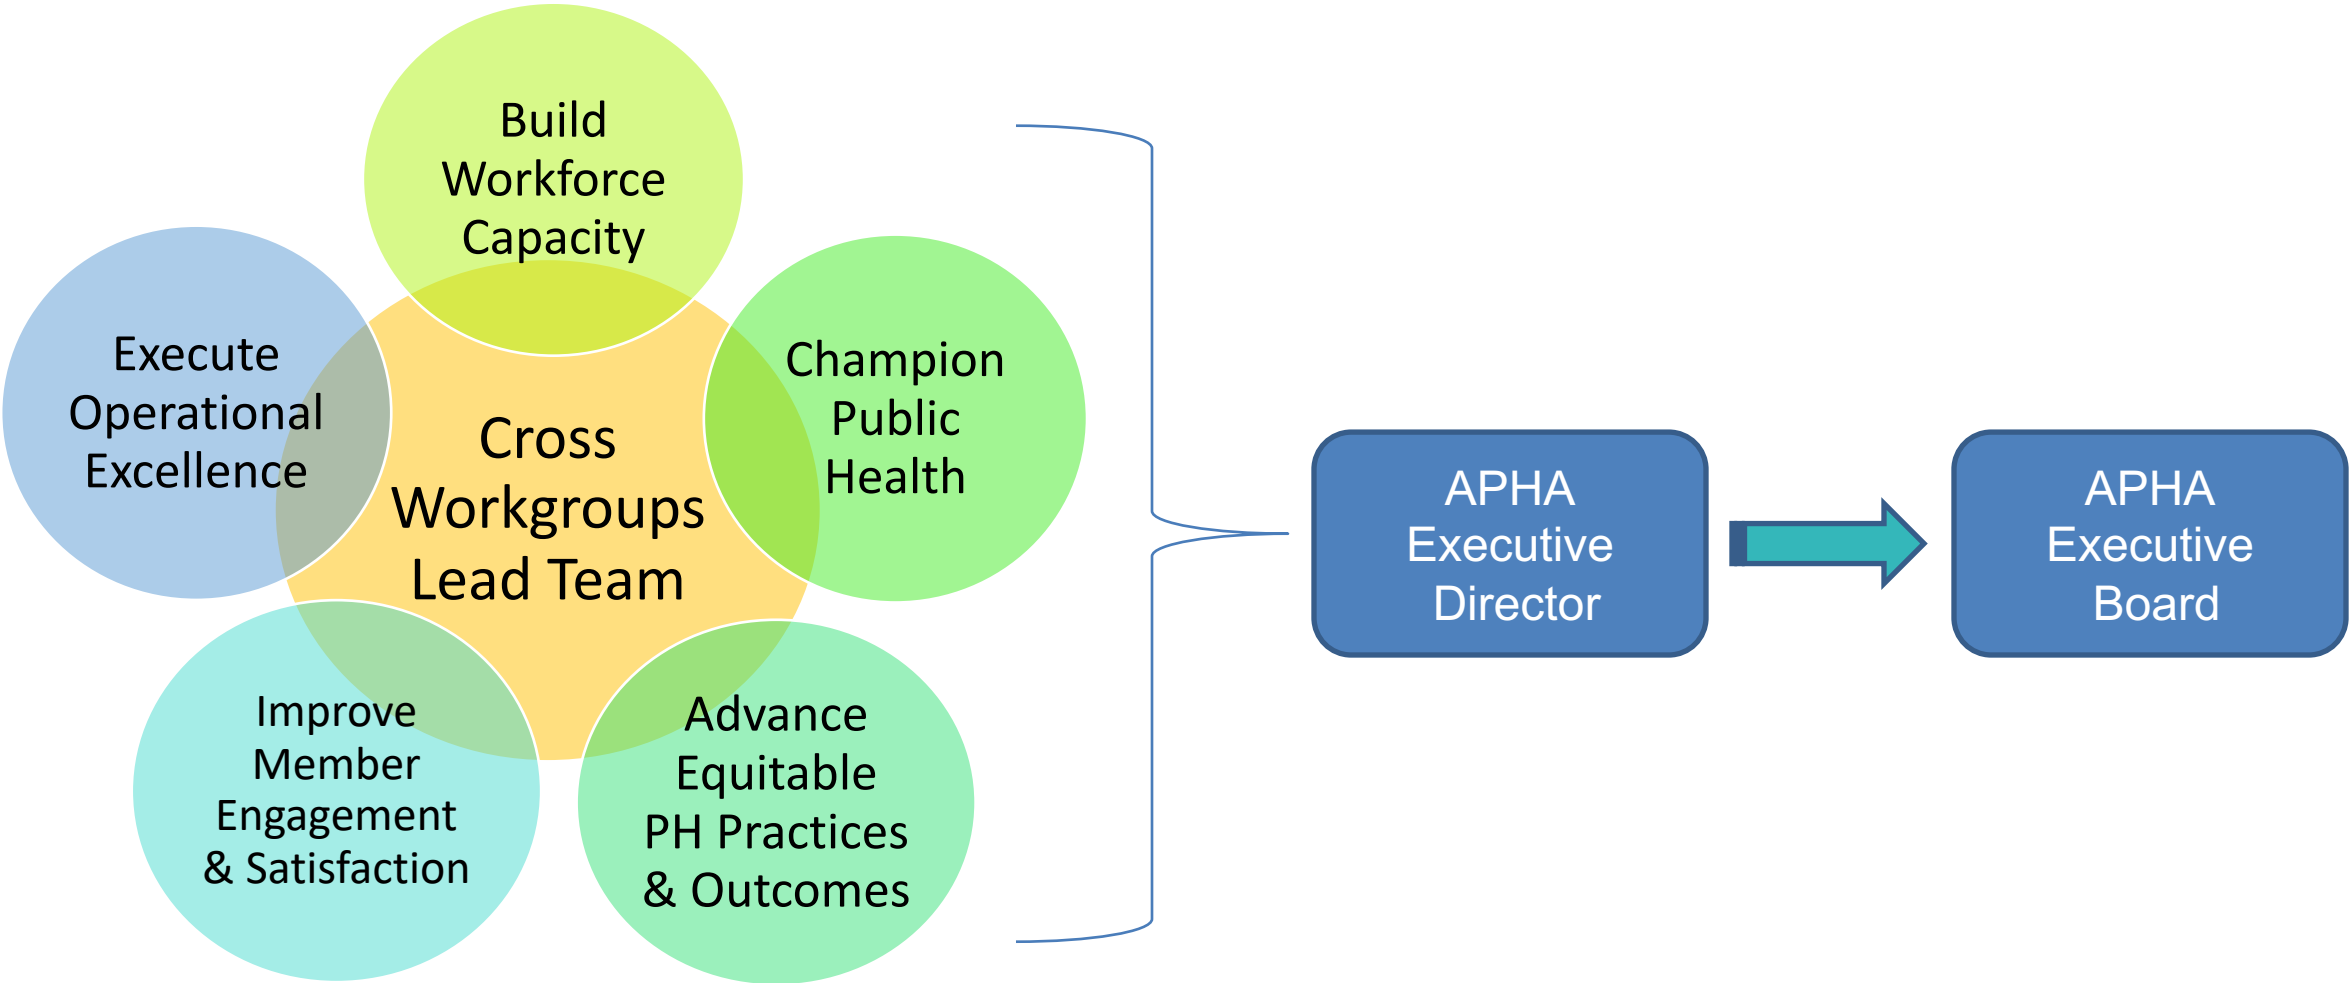 Build
Workforce
Capacity
Execute
Operational
Excellence
Cross
Workgroups
Lead Team
Champion
Public
Health
Improve
Member
Engagement
& Satisfaction
Advance
Equitable
PH Practices
& Outcomes
APHA
Executive
Director
APHA
Executive
Board